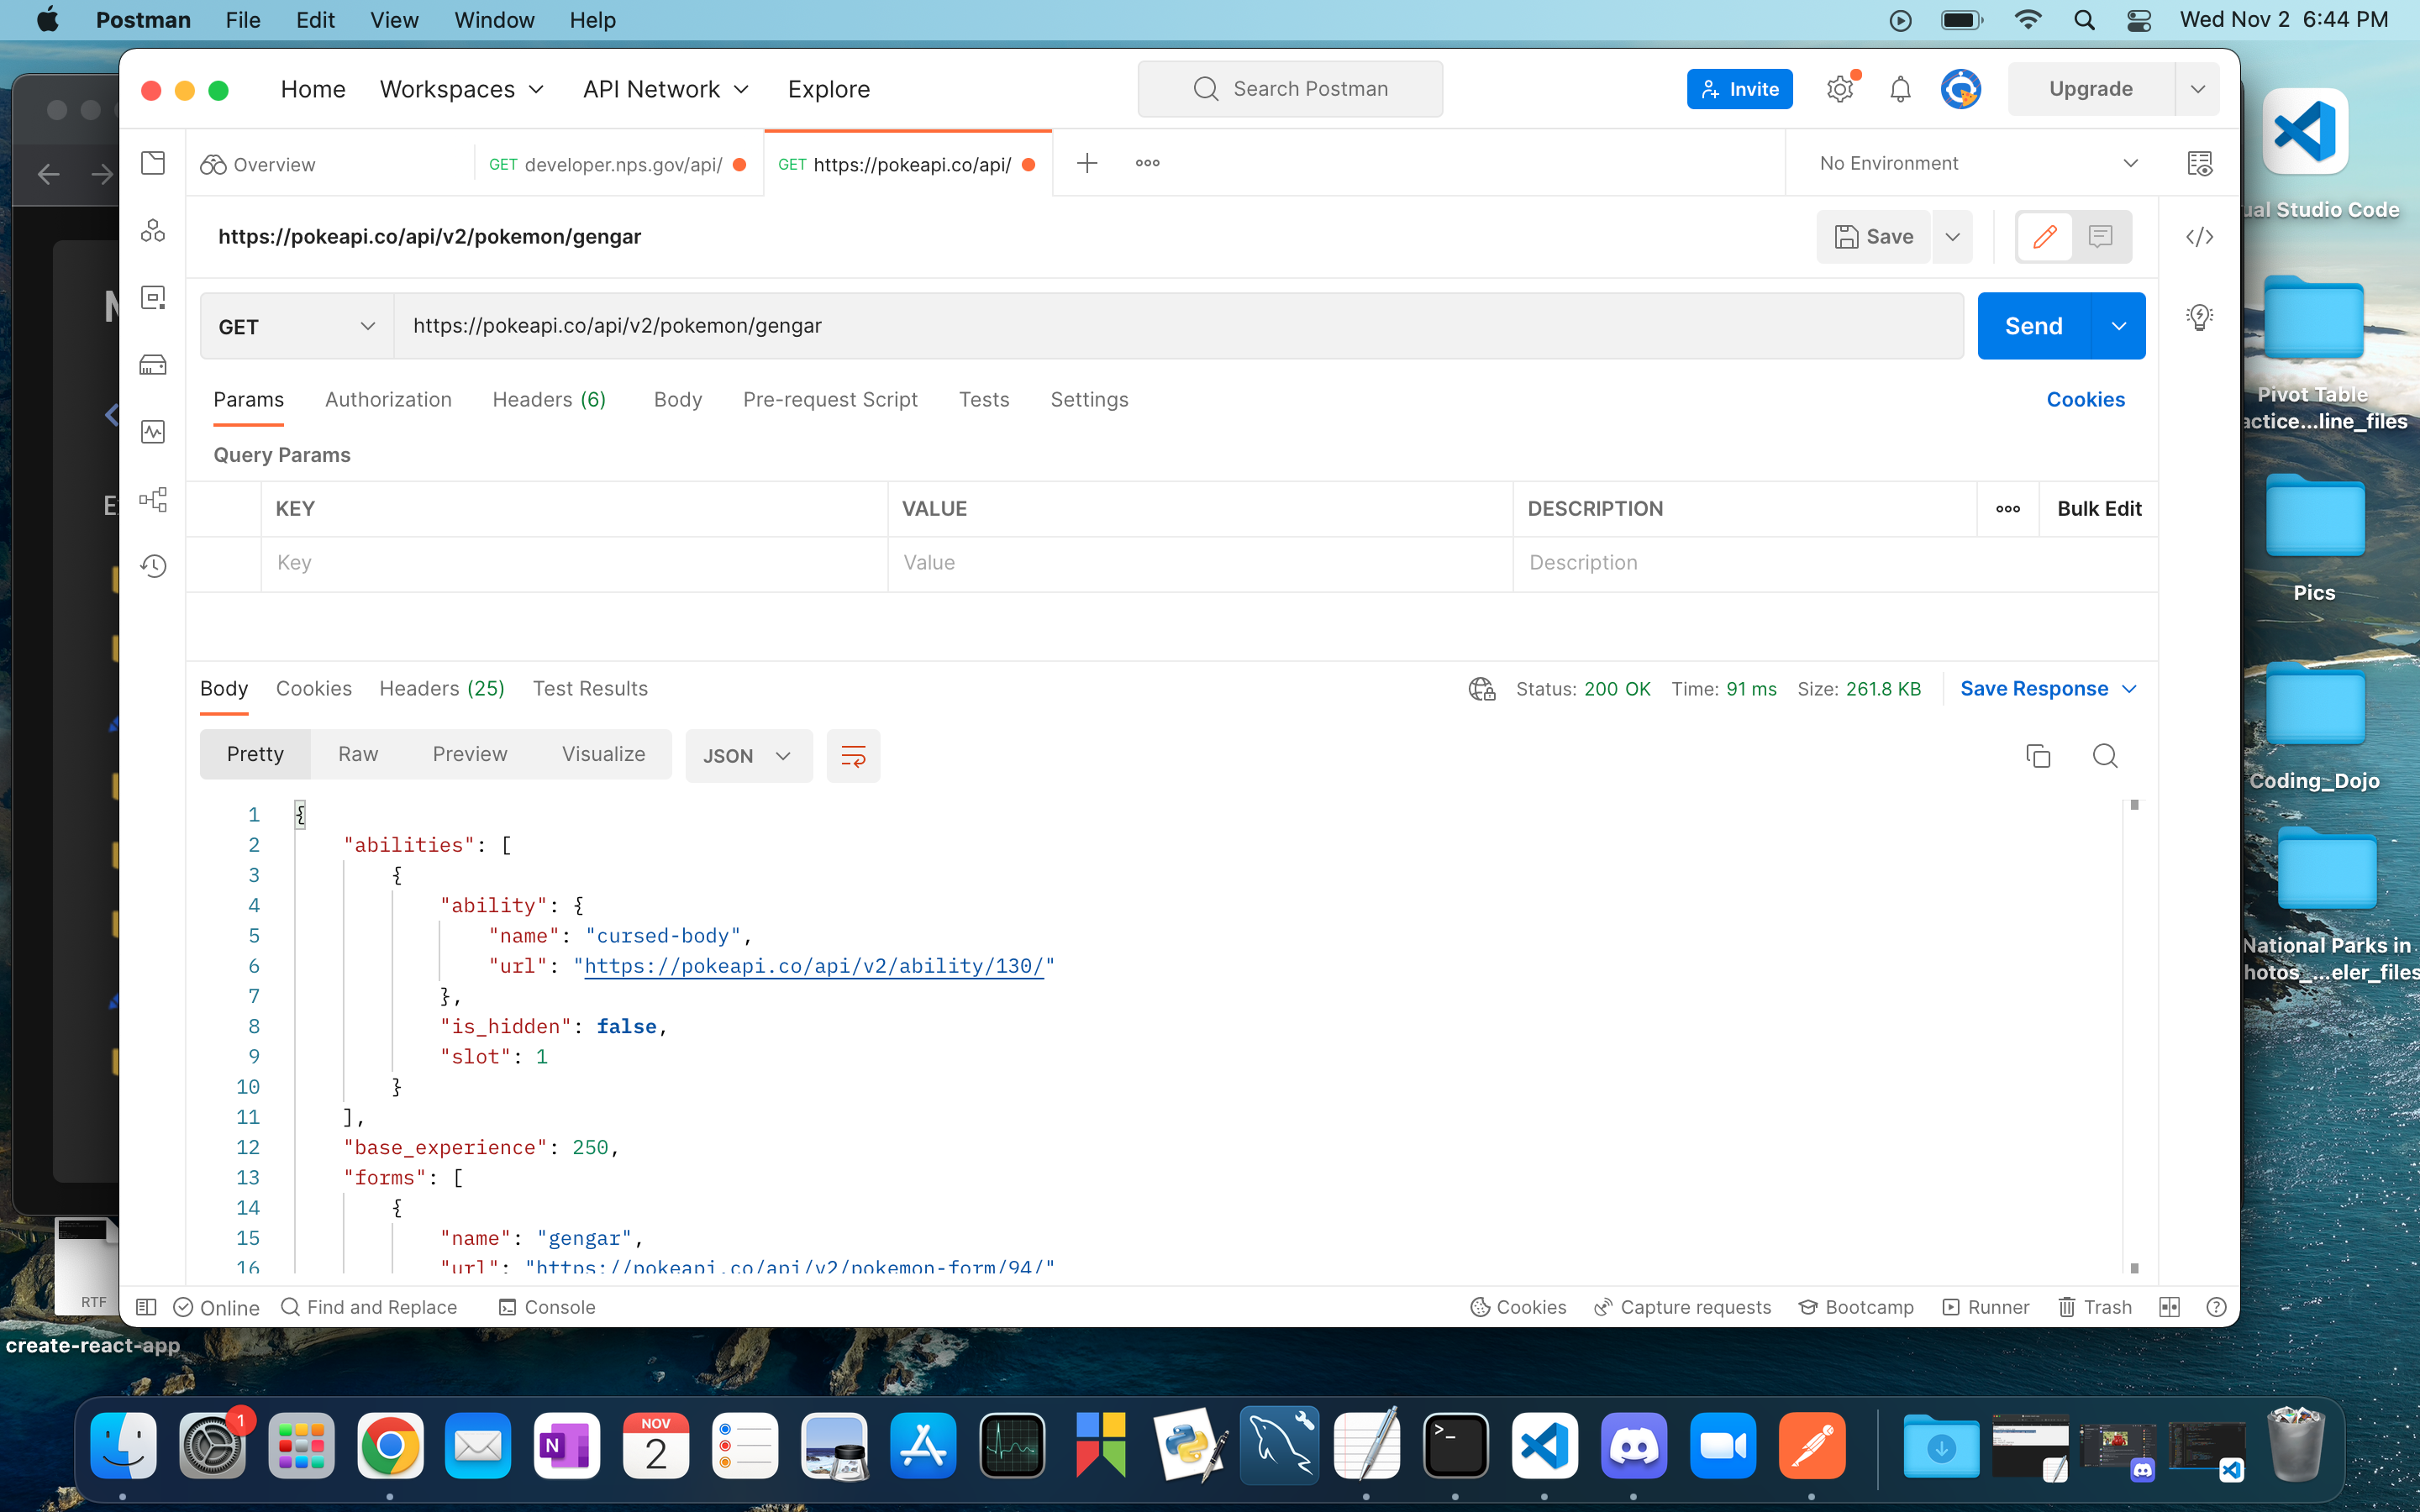 Postman File Edit View Window Help Wed Nov 2 6:44 PM
Home Workspaces API Network Explore Search Postman Invite Upgrade
Overview GET developer.nps.gov/api/ GET https://pokeapi.co/api/ No Environment
https://pokeapi.co/api/v2/pokemon/gengar Save
GET https://pokeapi.co/api/v2/pokemon/gengar Send
Params Authorization Headers (6) Body Pre-request Script Tests Settings Cookies
Query Params
KEY VALUE DESCRIPTION Bulk Edit
Key Value Description
Body Cookies Headers (25) Test Results Status: 200 OK Time: 91 ms Size: 261.8 KB Save Response
Pretty Raw Preview Visualize JSON
1 {
2 "abilities": [
3 {
4 "ability": {
5 "name": "cursed-body",
6 "url": "https://pokeapi.co/api/v2/ability/130/"
7 },
8 "is_hidden": false,
9 "slot": 1
10 }
11 ],
12 "base_experience": 250,
13 "forms": [
14 {
15 "name": "gengar",
16 "url": "https://pokeapi.co/api/v2/pokemon-form/94/"
Online Find and Replace Console Cookies Capture requests Bootcamp Runner Trash
ual Studio Code
Pivot Table
actice...line_files
Pics
Coding_Dojo
National Parks in
hotos_...eler_files
RTF
create-react-app
1
N
NOV
2